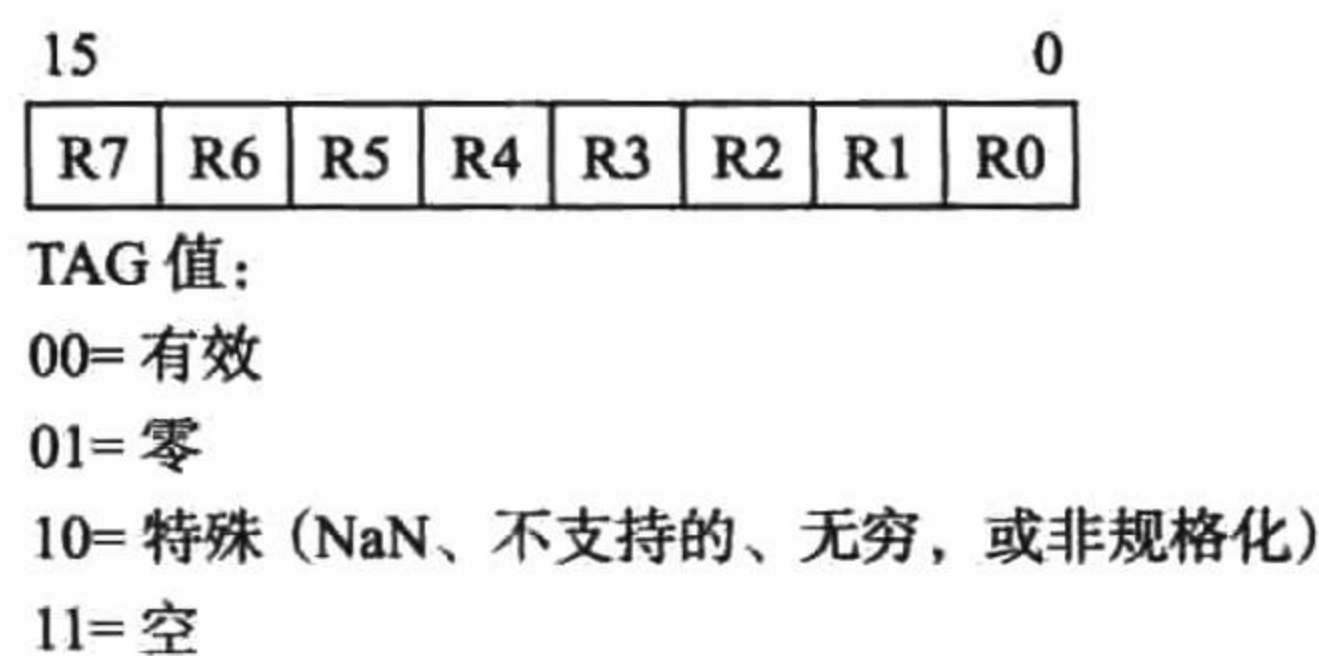 15 0
R7 R6 R5 R4 R3 R2 R1 R0
TAG 值：
00= 有效
01= 零
10= 特殊（NaN、不支持的、无穷，或非规格化）
11= 空